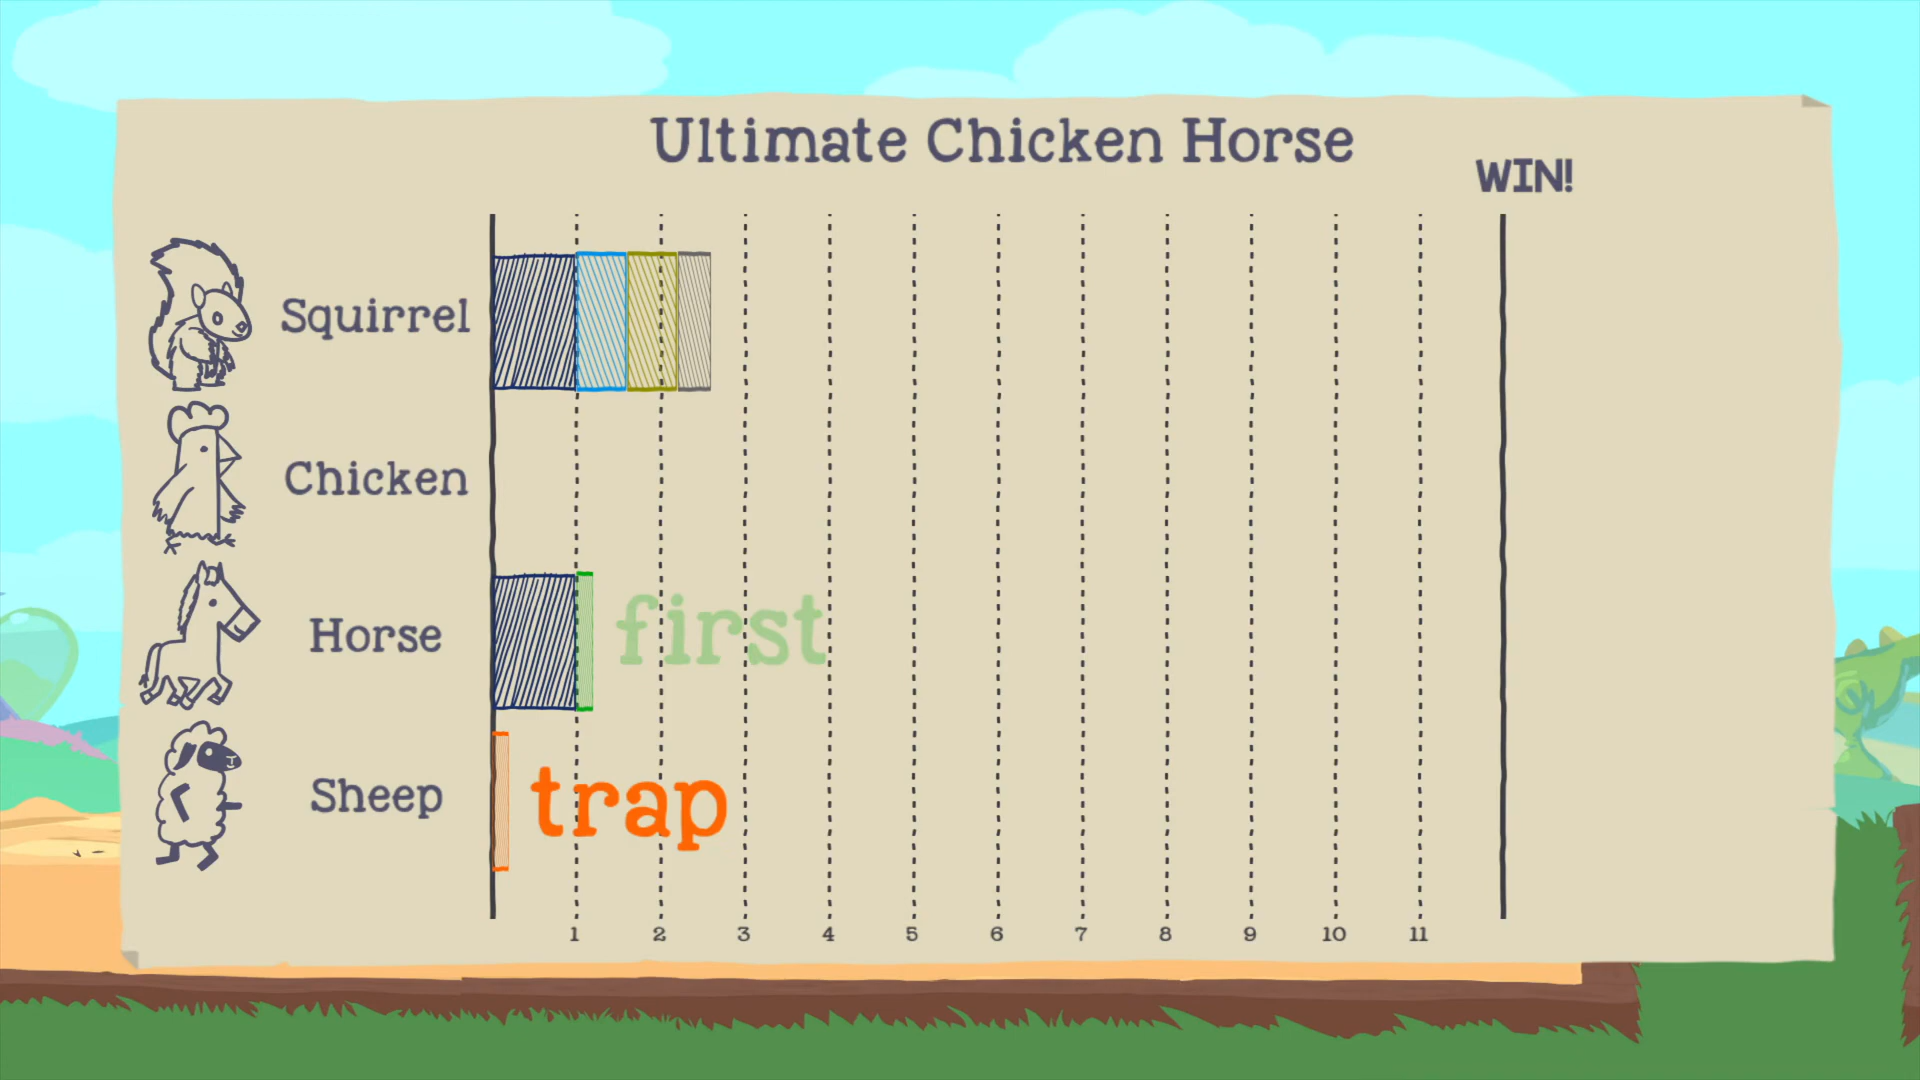 Ultimate Chicken Horse
WIN!
Squirrel
Chicken
Horse
first
Sheep
trap
1 2 3 4 5 6 7 8 9 10 11